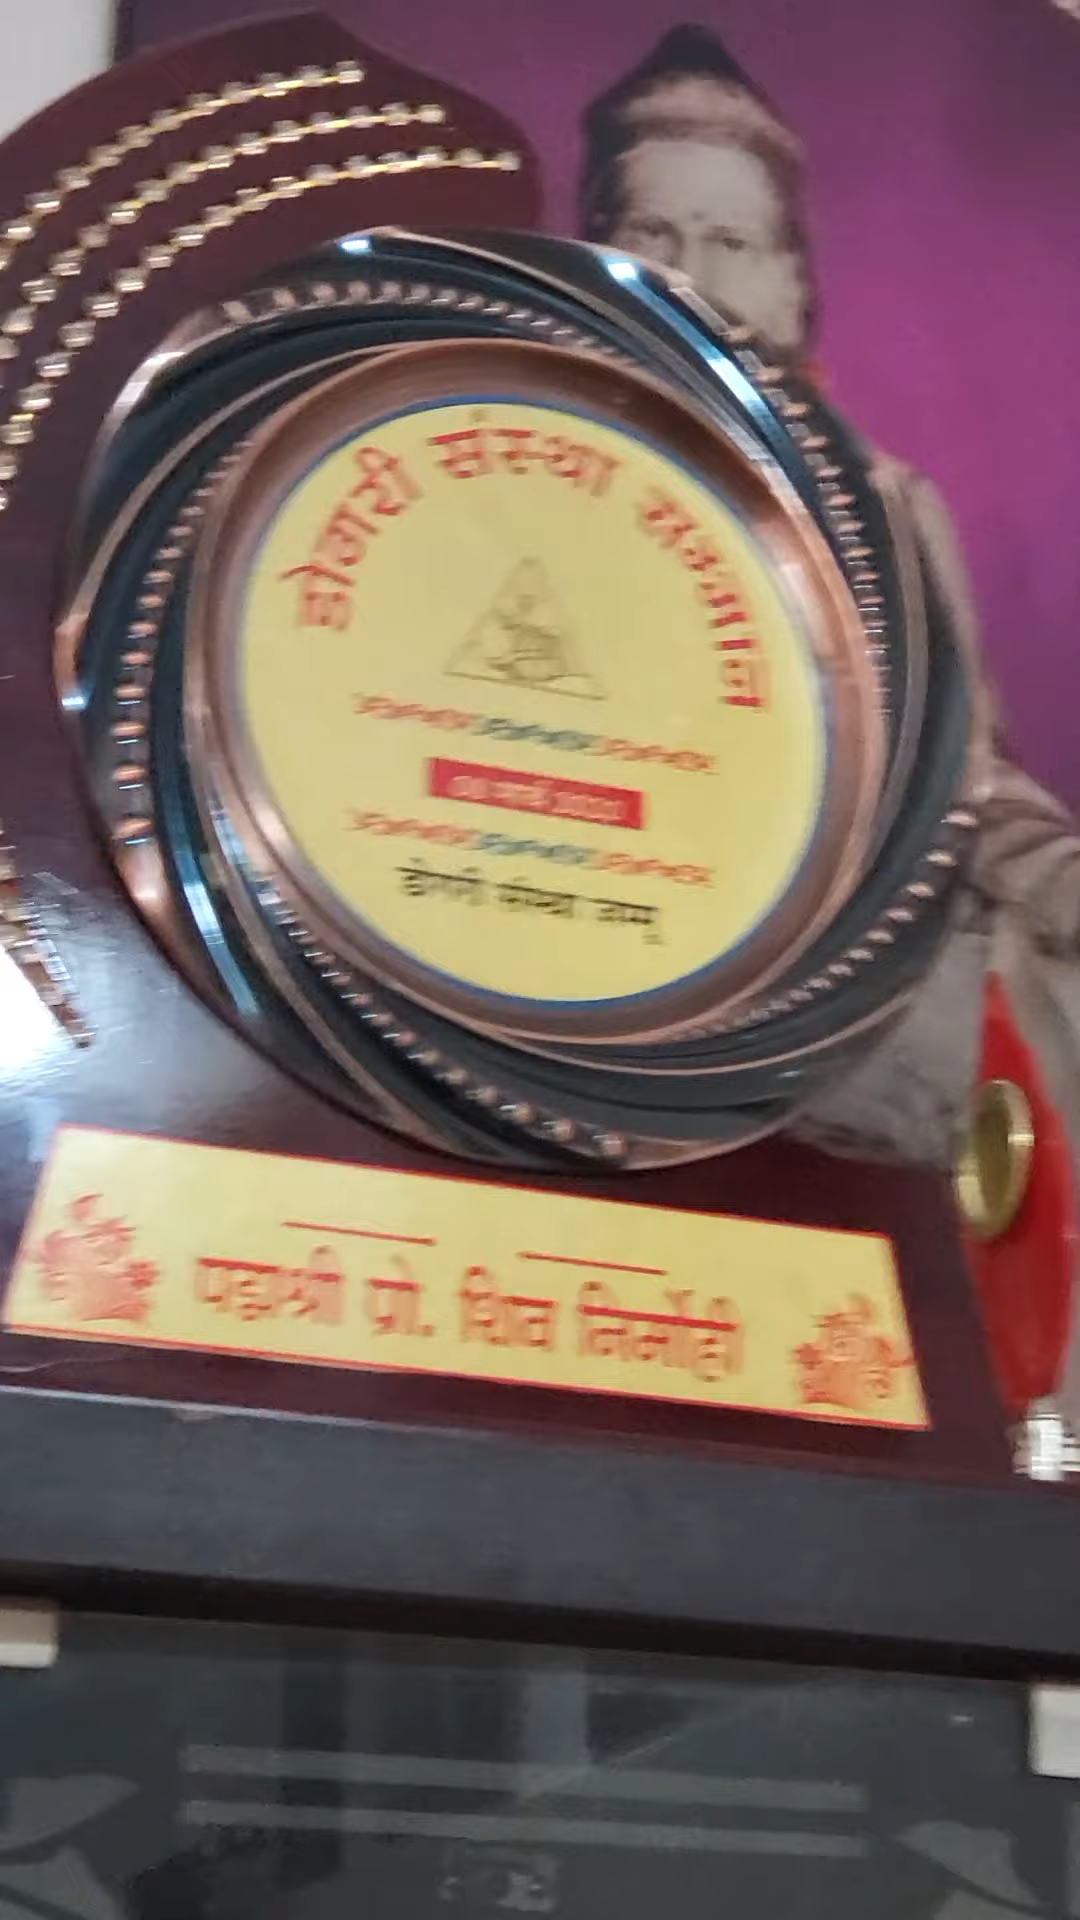 डोगरी संस्था सम्मान
डोगरी संस्था जम्मू
पद्मश्री प्रो. शिव निर्मोही